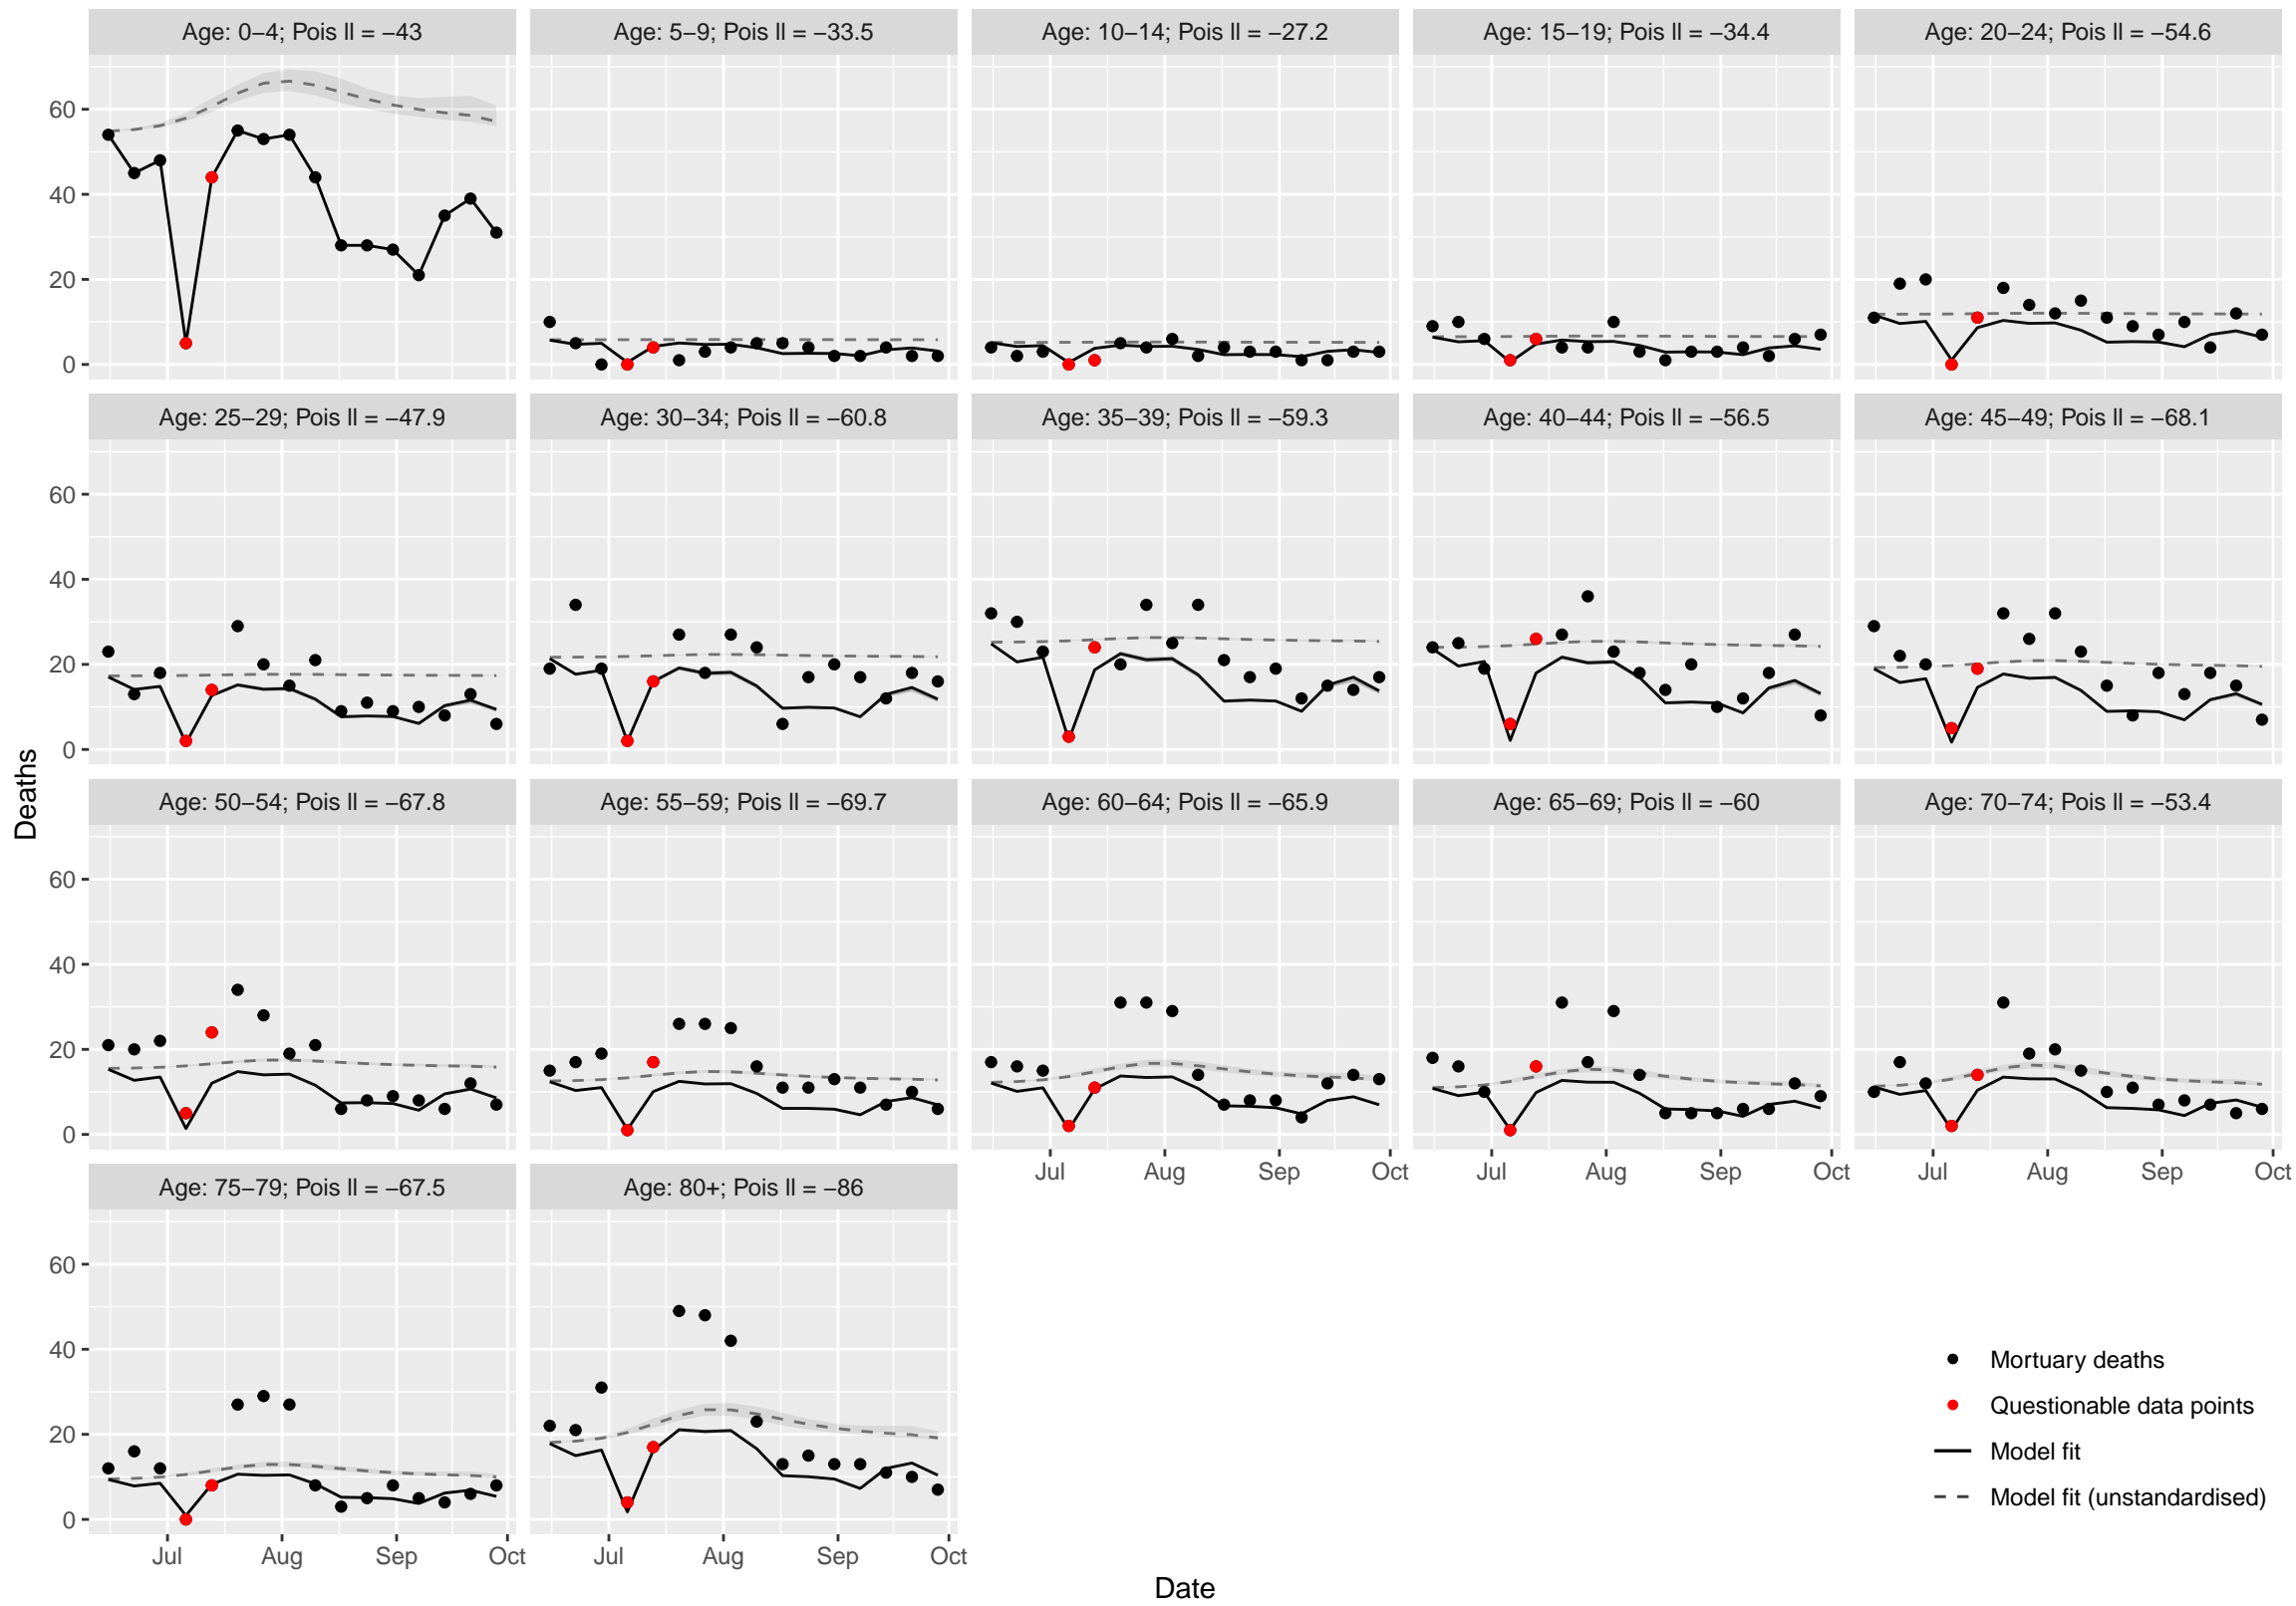 Age: 0−4; Pois ll = −43
Age: 5−9; Pois ll = −33.5
Age: 10−14; Pois ll = −27.2
Age: 15−19; Pois ll = −34.4
Age: 20−24; Pois ll = −54.6
60
40
20
0
Age: 25−29; Pois ll = −47.9
Age: 30−34; Pois ll = −60.8
Age: 35−39; Pois ll = −59.3
Age: 40−44; Pois ll = −56.5
Age: 45−49; Pois ll = −68.1
60
40
20
0
Deaths
Age: 50−54; Pois ll = −67.8
Age: 55−59; Pois ll = −69.7
Age: 60−64; Pois ll = −65.9
Age: 65−69; Pois ll = −60
Age: 70−74; Pois ll = −53.4
60
40
20
0
Jul Aug Sep Oct
Jul Aug Sep Oct
Jul Aug Sep Oct
Age: 75−79; Pois ll = −67.5
Age: 80+; Pois ll = −86
60
40
20
0
Jul Aug Sep Oct
Jul Aug Sep Oct
Mortuary deaths
Questionable data points
Model fit
Model fit (unstandardised)
Date